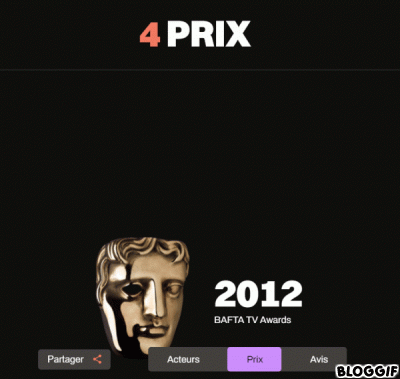 4 PRIX
2012
BAFTA TV Awards
Partager
Acteurs
Prix
Avis
BLOGGIF